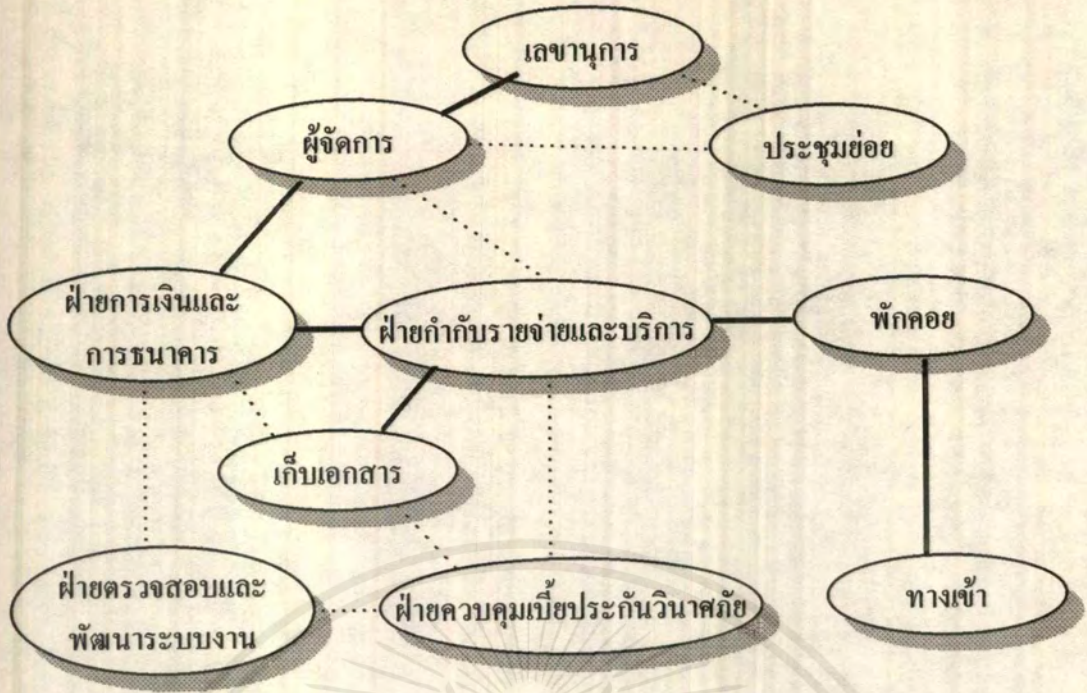 เลขานุการ
ผู้จัดการ
ประชุมย่อย
ฝ่ายการเงินและ
การธนาคาร
ฝ่ายกำกับรายจ่ายและบริการ
พักคอย
เก็บเอกสาร
ฝ่ายตรวจสอบและ
พัฒนาระบบงาน
ฝ่ายควบคุมเบี้ยประกันวินาศภัย
ทางเข้า